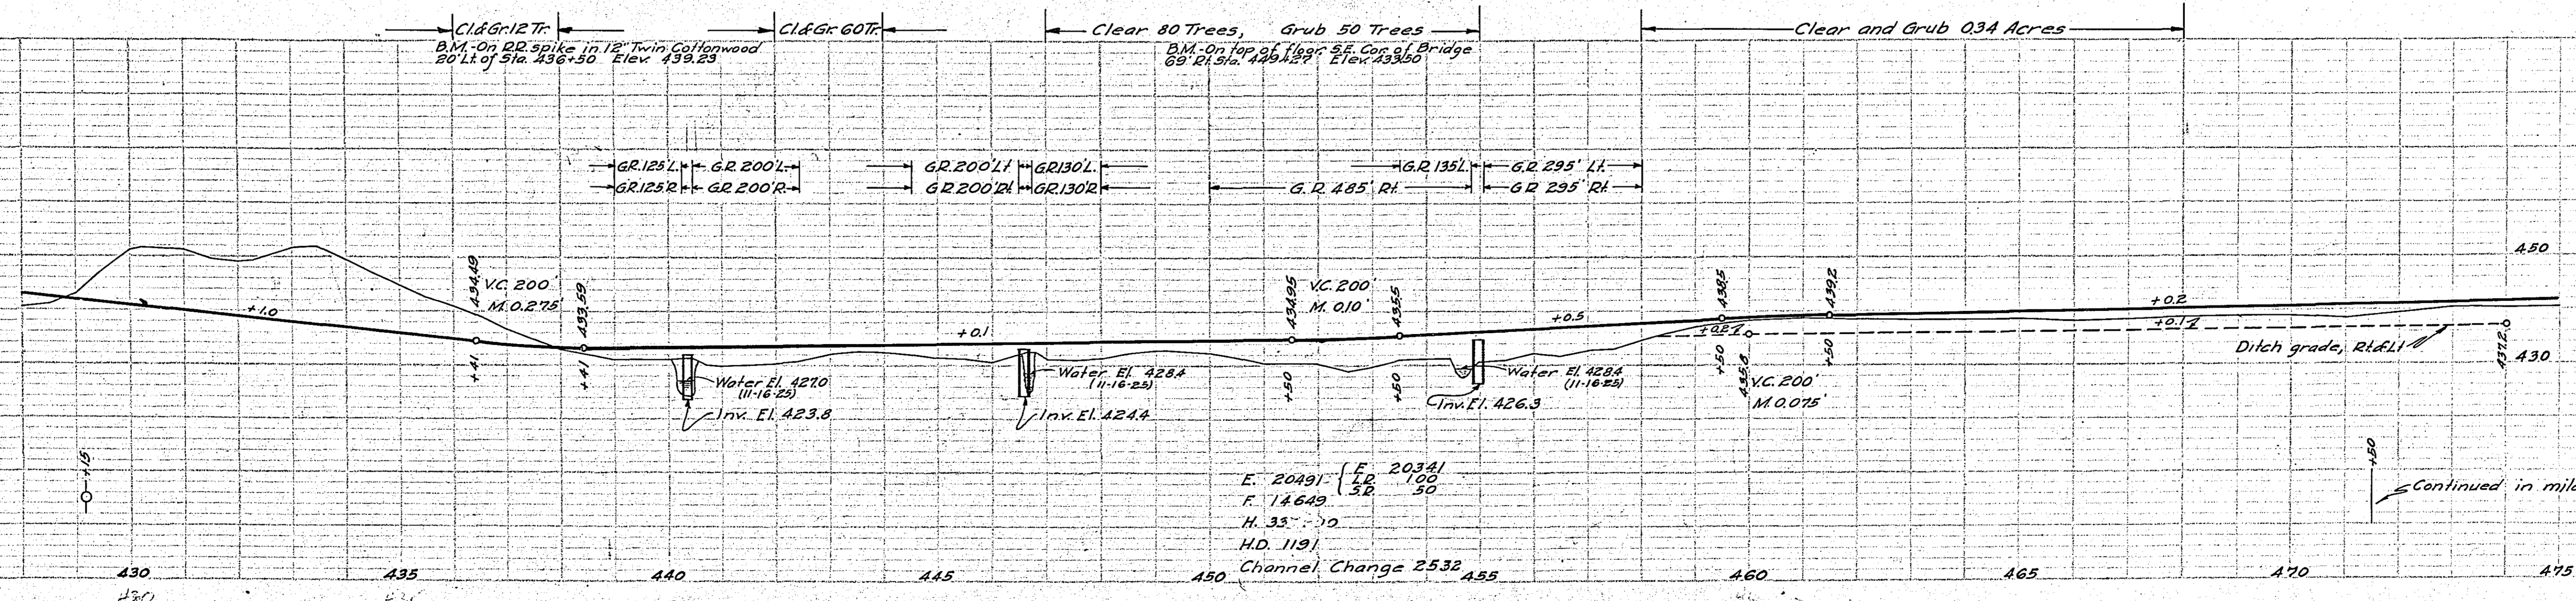 Cl.&Gr.12 Tr.
Cl.&Gr. 60 Tr.
Clear 80 Trees, Grub 50 Trees
Clear and Grub 0.34 Acres
B.M.-On R.R. spike in 12" Twin Cottonwood
20' Lt. of Sta. 436+50 Elev. 439.23
B.M.-On top of floor S.E. Cor. of Bridge
69' Rt. Sta. 449+27 Elev. 433.50
G.R. 125' L.
G.R. 200' L.
G.R. 200' Lt.
G.R. 130' L.
G.R. 135' L.
G.R. 295' Lt.
G.R. 125' R.
G.R. 200' R.
G.R. 200' Rt.
G.R. 130' R.
G.R. 485' Rt.
G.R. 295' Rt.
450
434.49
V.C. 200'
M. 0.275'
433.59
434.95
V.C. 200'
M. 0.10'
435.5
438.5
439.2
+1.0
+0.1
+0.5
+0.2
+0.2
+0.1
Ditch grade, Rt.&Lt.
437.2
430
+41
+41
+50
+50
+50
435.8
+50
V.C. 200'
M. 0.075'
Water El. 427.0
(11-16-25)
Inv. El. 423.8
Water El. 428.4
(11-16-25)
Inv. El. 424.4
Water El. 428.4
(11-16-25)
Inv. El. 426.3
+15
E. 20491 { E. 20341
L.R. 100
S.R. 50
F. 14649
H.
H.D. 1191
Channel Change 2532
+50
Continued in
430 435 440 445 450 455 460 465 470 475
430